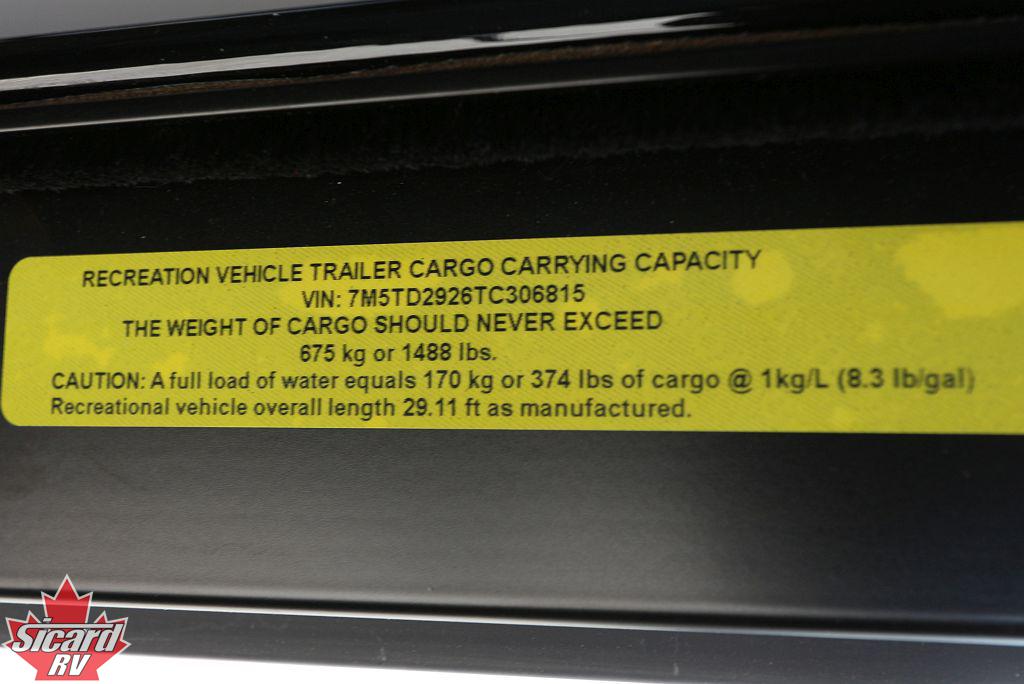 RECREATION VEHICLE TRAILER CARGO CARRYING CAPACITY
VIN: 7M5TD2926TC306815
THE WEIGHT OF CARGO SHOULD NEVER EXCEED
675 kg or 1488 lbs.
CAUTION: A full load of water equals 170 kg or 374 lbs of cargo @ 1kg/L (8.3 lb/gal)
Recreational vehicle overall length 29.11 ft as manufactured.
Sicard
RV